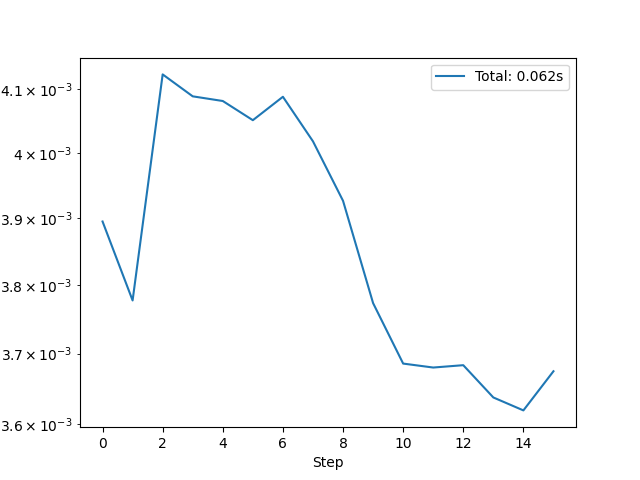 Total: 0.062s
4.1 × 10⁻³
4 × 10⁻³
3.9 × 10⁻³
3.8 × 10⁻³
3.7 × 10⁻³
3.6 × 10⁻³
0 2 4 6 8 10 12 14
Step